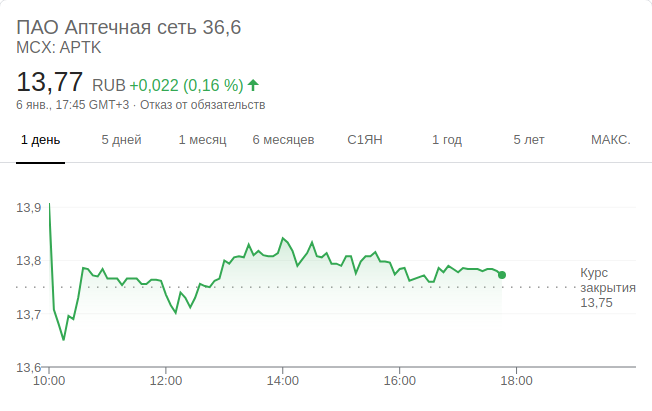 ПАО Аптечная сеть 36,6
MCX: APTK
13,77 RUB +0,022 (0,16 %)
6 янв., 17:45 GMT+3 · Отказ от обязательств
1 день 5 дней 1 месяц 6 месяцев С1ЯН 1 год 5 лет МАКС.
13,9
13,8
Курс
закрытия
13,75
13,7
13,6
10:00 12:00 14:00 16:00 18:00